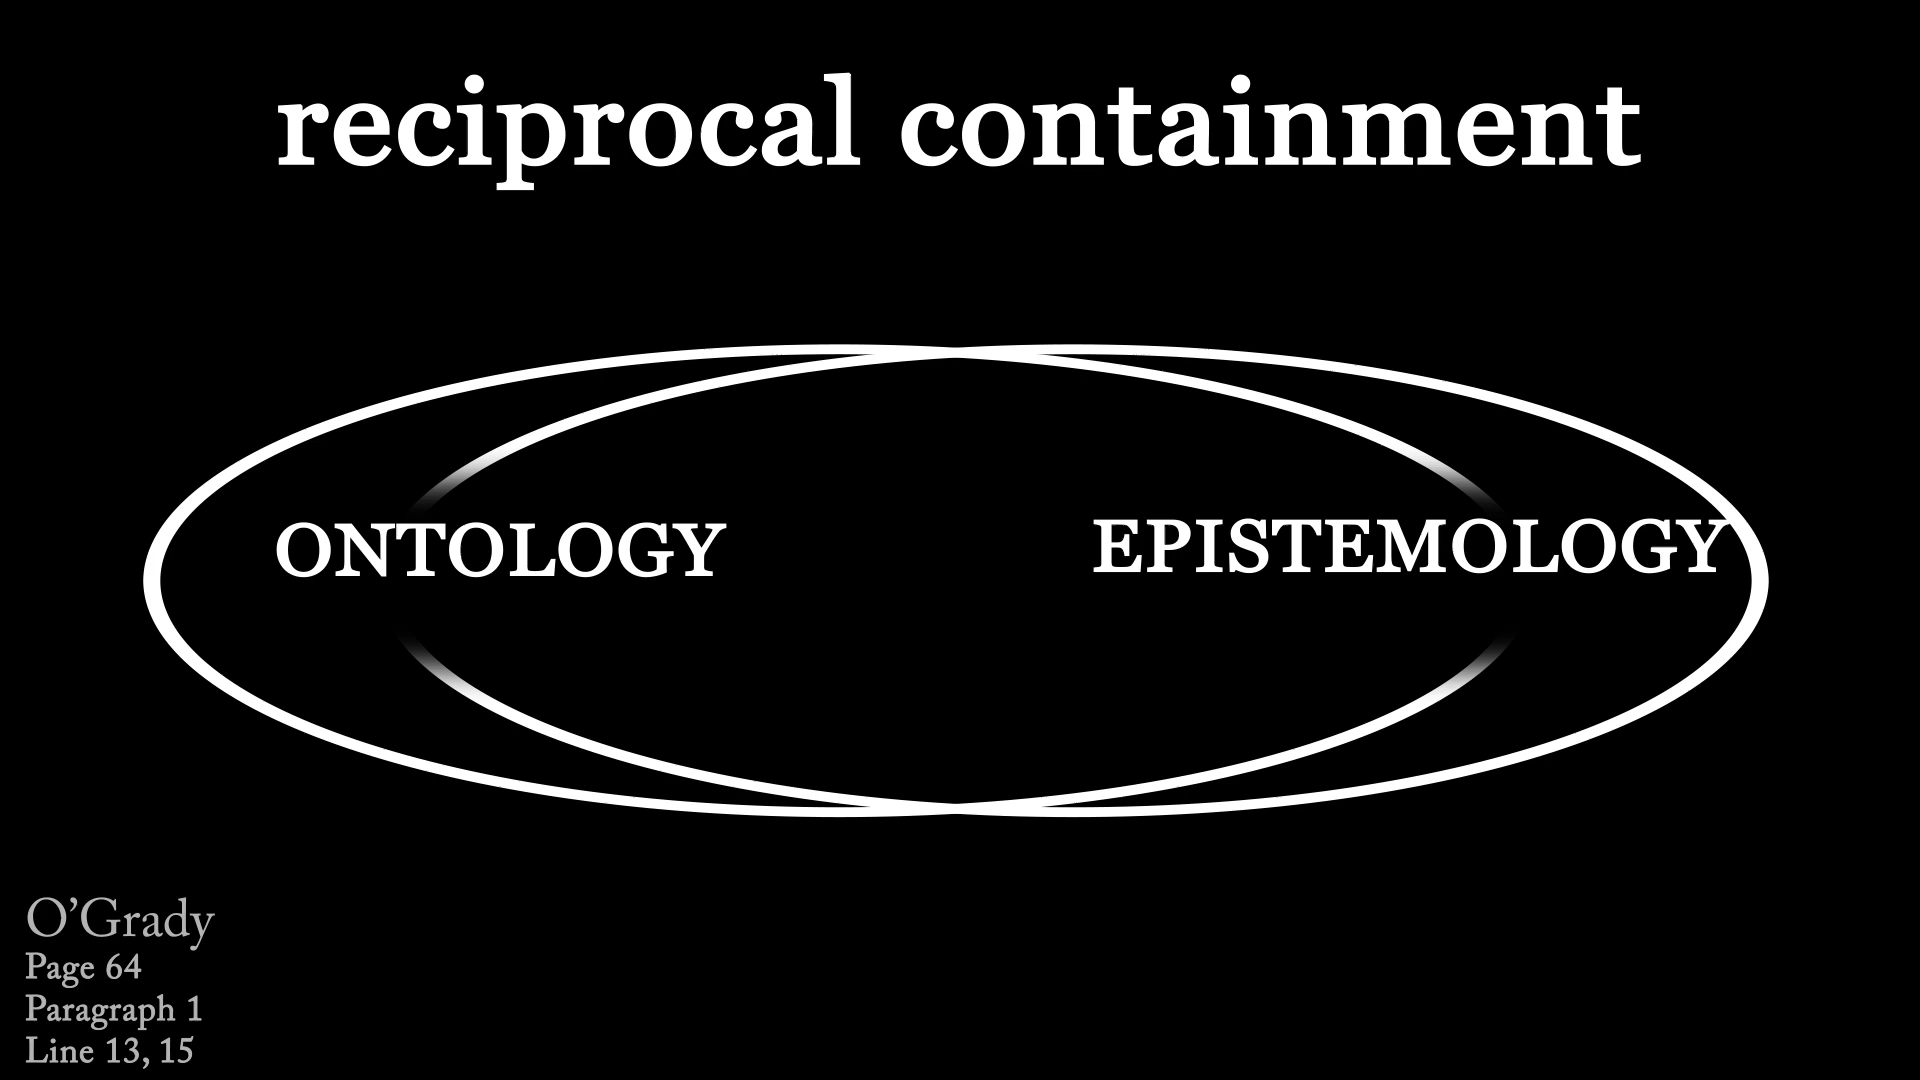 reciprocal containment
ONTOLOGY
EPISTEMOLOGY
O’Grady
Page 64
Paragraph 1
Line 13, 15